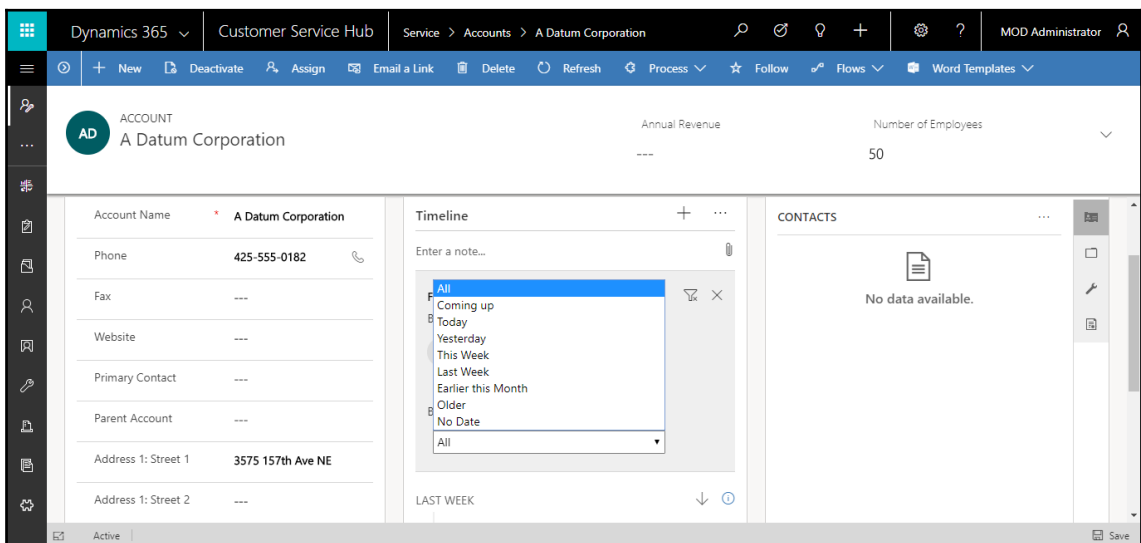 Dynamics 365
Customer Service Hub
Service > Accounts > A Datum Corporation
?
MOD Administrator
New
Deactivate
Assign
Email a Link
Delete
Refresh
Process
Follow
Flows
Word Templates
AD
ACCOUNT
A Datum Corporation
Annual Revenue
---
Number of Employees
50
Account Name * A Datum Corporation
Phone 425-555-0182
Fax ---
Website ---
Primary Contact ---
Parent Account ---
Address 1: Street 1 3575 157th Ave NE
Address 1: Street 2 ---
Timeline
Enter a note...
F
B
All
Coming up
Today
Yesterday
This Week
Last Week
Earlier this Month
Older
No Date
B
All
LAST WEEK
CONTACTS
No data available.
Active
Save